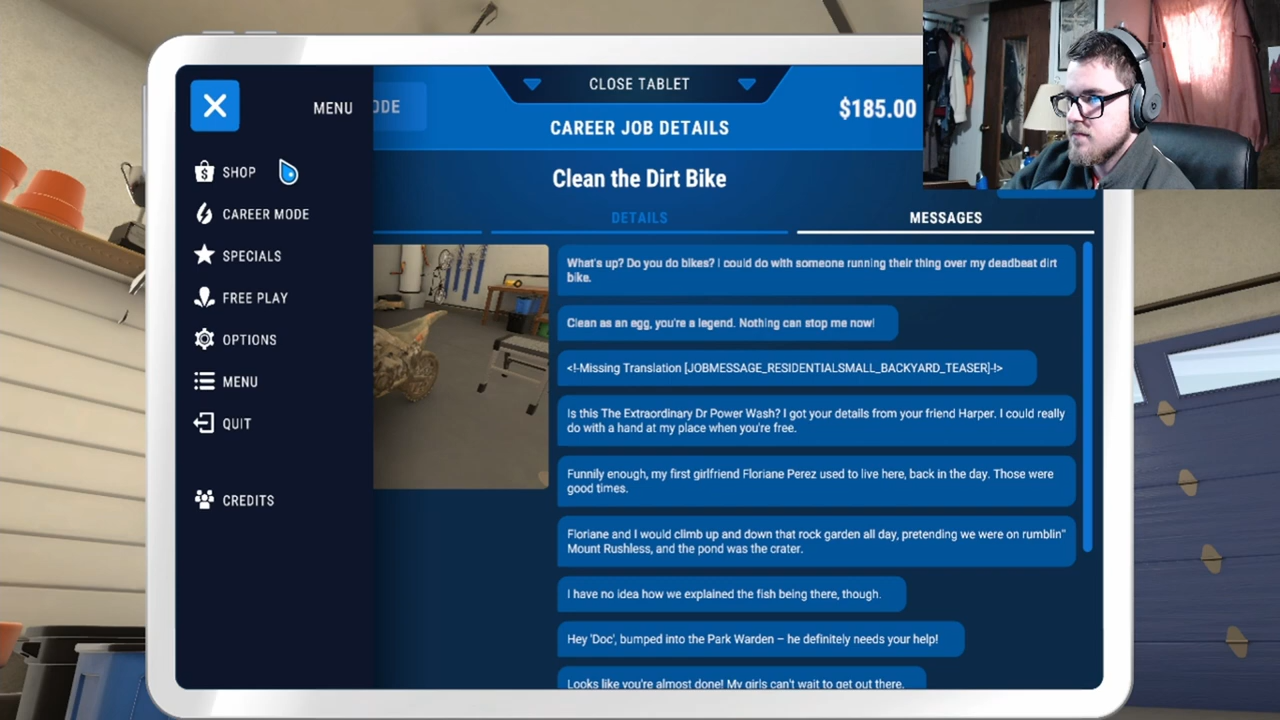 MENU
ODE
CLOSE TABLET
$185.00
CAREER JOB DETAILS
Clean the Dirt Bike
SHOP
CAREER MODE
SPECIALS
FREE PLAY
OPTIONS
MENU
QUIT
CREDITS
DETAILS
MESSAGES
What's up? Do you do bikes? I could do with someone running their thing over my deadbeat dirt
bike.
Clean as an egg, you're a legend. Nothing can stop me now!
<!-Missing Translation [JOBMESSAGE_RESIDENTIALSMALL_BACKYARD_TEASER]-!>
Is this The Extraordinary Dr Power Wash? I got your details from your friend Harper. I could really
do with a hand at my place when you're free.
Funnily enough, my first girlfriend Floriane Perez used to live here, back in the day. Those were
good times.
Floriane and I would climb up and down that rock garden all day, pretending we were on rumblin"
Mount Rushless, and the pond was the crater.
I have no idea how we explained the fish being there, though.
Hey 'Doc', bumped into the Park Warden – he definitely needs your help!
Looks like you're almost done! My girls can't wait to get out there.